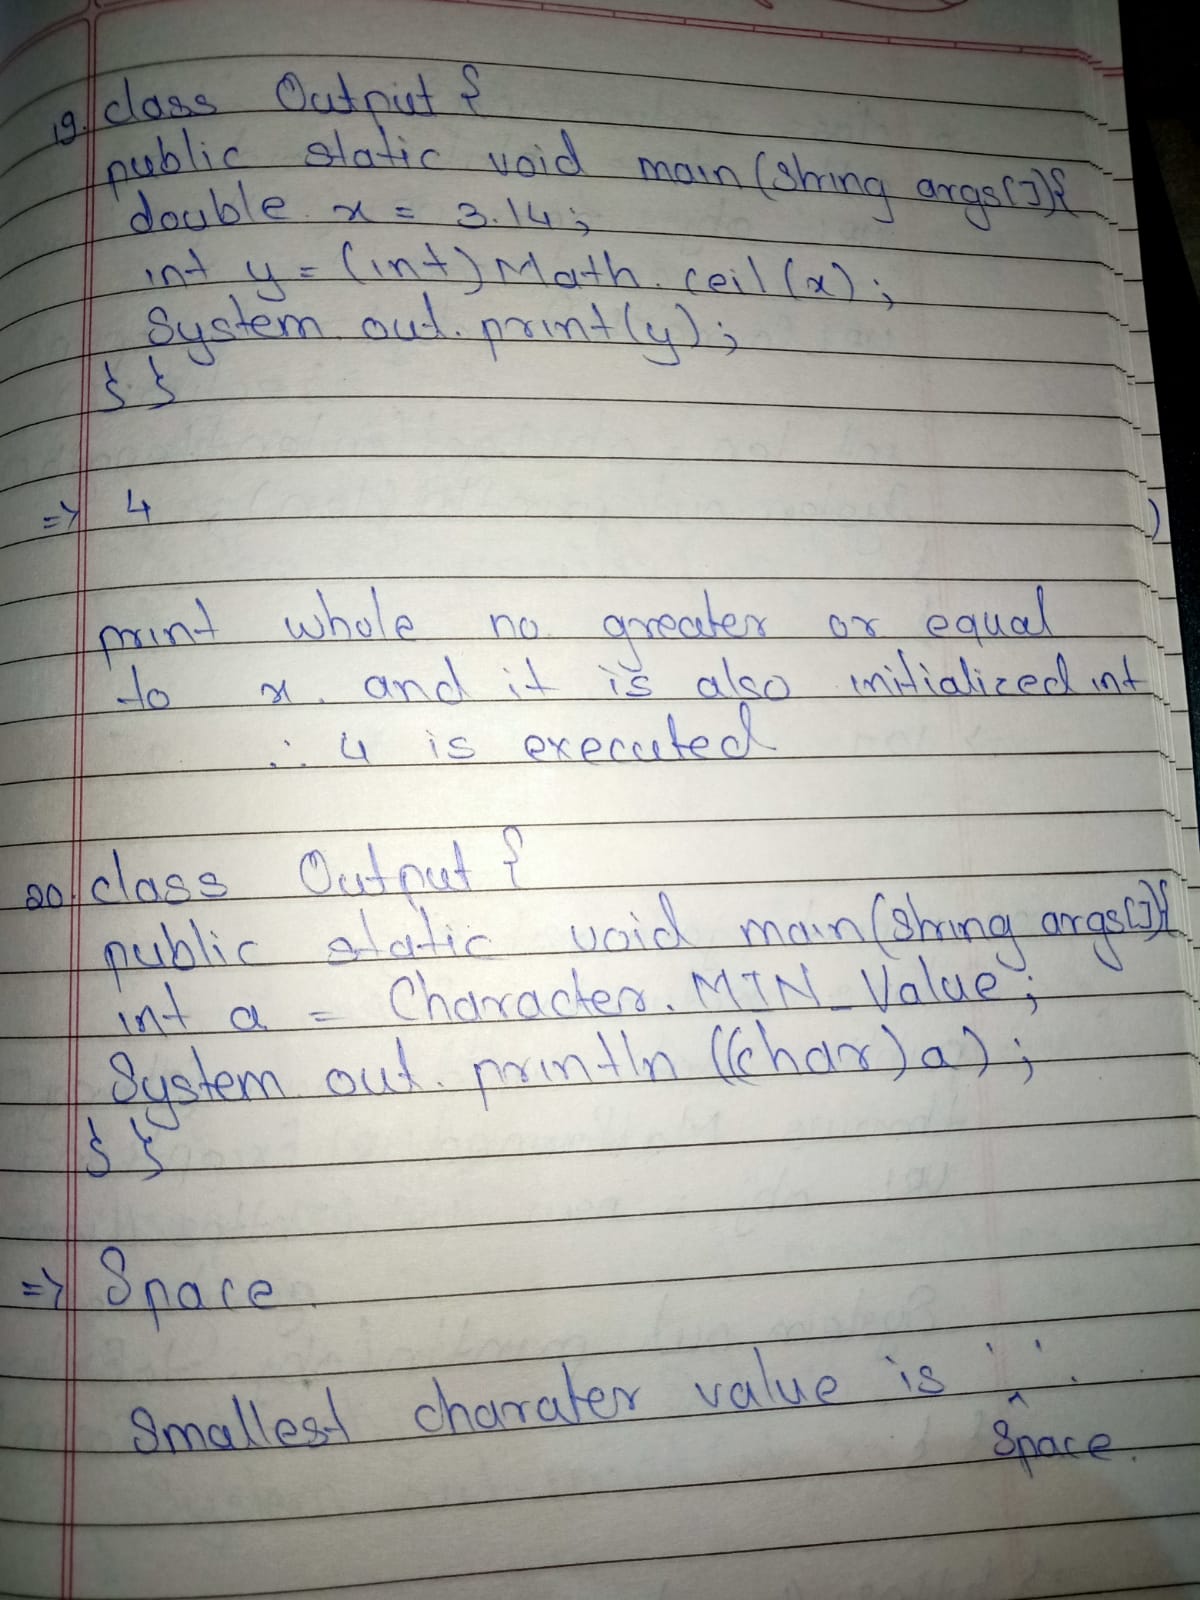 19. class Output {
public static void main(String args[]){
double x = 3.14;
int y = (int) Math.ceil(x);
System.out.print(y);
} }
=> 4
print whole no greater or equal
to x. and it is also initialized int
∴ 4 is executed
20. class Output {
public static void main(String args[]){
int a = Character.MIN_Value;
System.out.println((char)a);
} }
=> Space.
Smallest charater value is ' '.
^
Space.